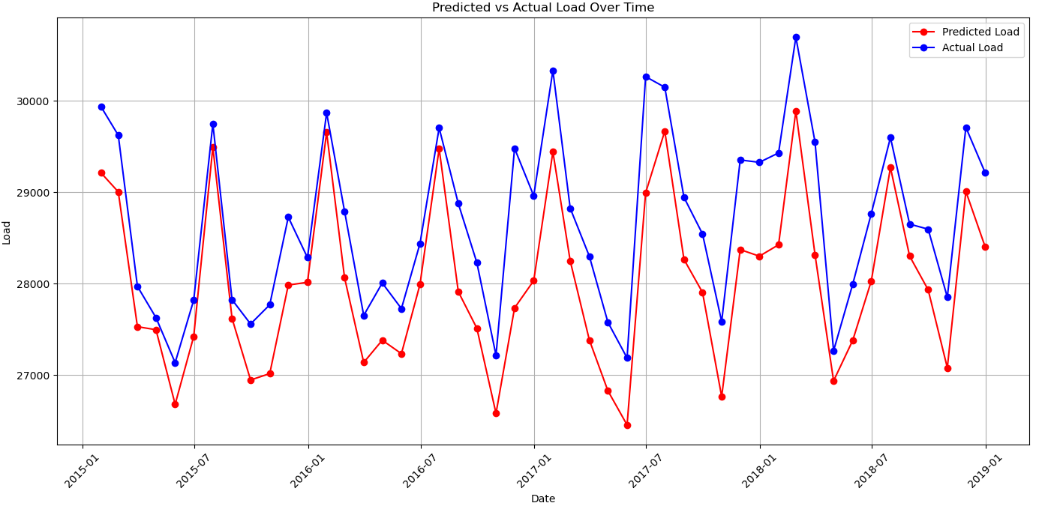 Predicted vs Actual Load Over Time
Predicted Load
Actual Load
Load
30000
29000
28000
27000
2015-01
2015-07
2016-01
2016-07
2017-01
2017-07
2018-01
2018-07
2019-01
Date